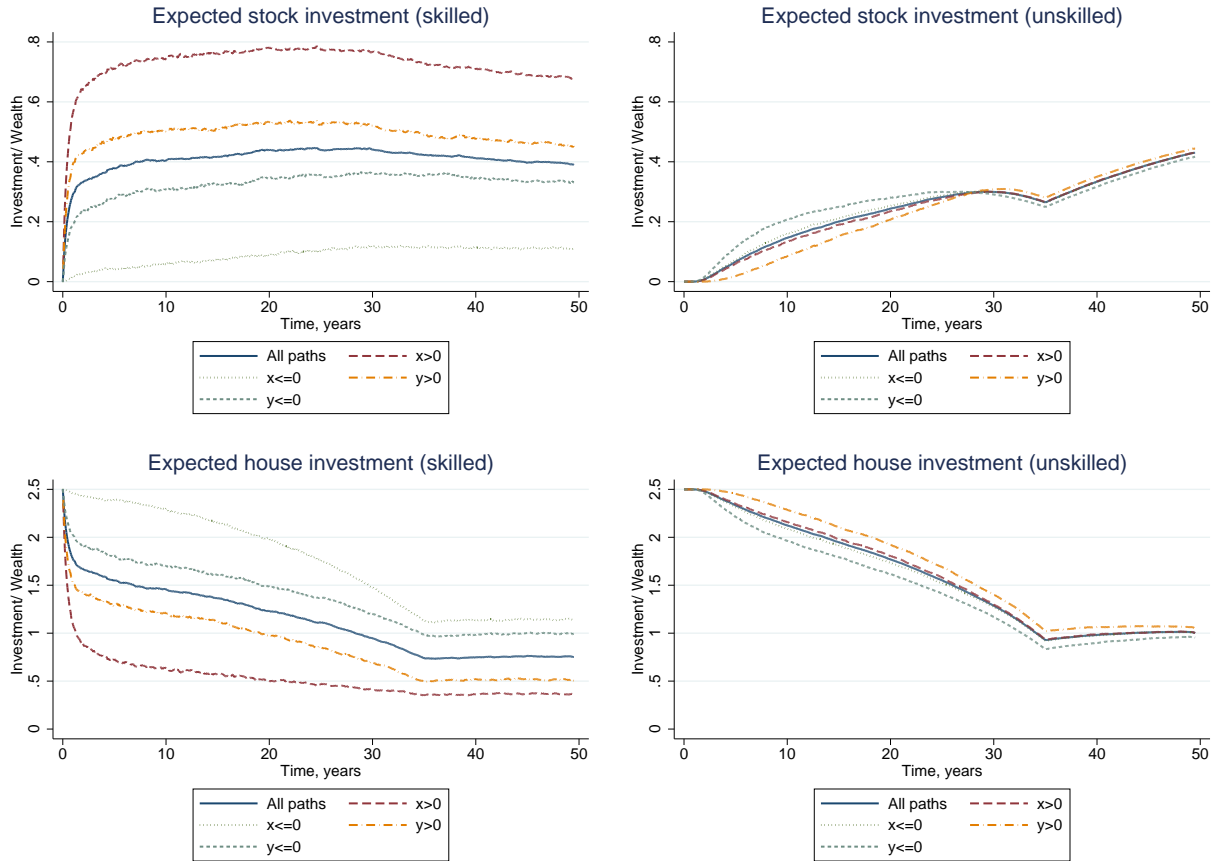 Expected stock investment (skilled)
Investment/ Wealth
.8
.6
.4
.2
0
0 10 20 30 40 50
Time, years
All paths x>0
x<=0 y>0
y<=0
Expected stock investment (unskilled)
Investment/ Wealth
.8
.6
.4
.2
0
0 10 20 30 40 50
Time, years
All paths x>0
x<=0 y>0
y<=0
Expected house investment (skilled)
Investment/ Wealth
2.5
2
1.5
1
.5
0
0 10 20 30 40 50
Time, years
All paths x>0
x<=0 y>0
y<=0
Expected house investment (unskilled)
Investment/ Wealth
2.5
2
1.5
1
.5
0
0 10 20 30 40 50
Time, years
All paths x>0
x<=0 y>0
y<=0